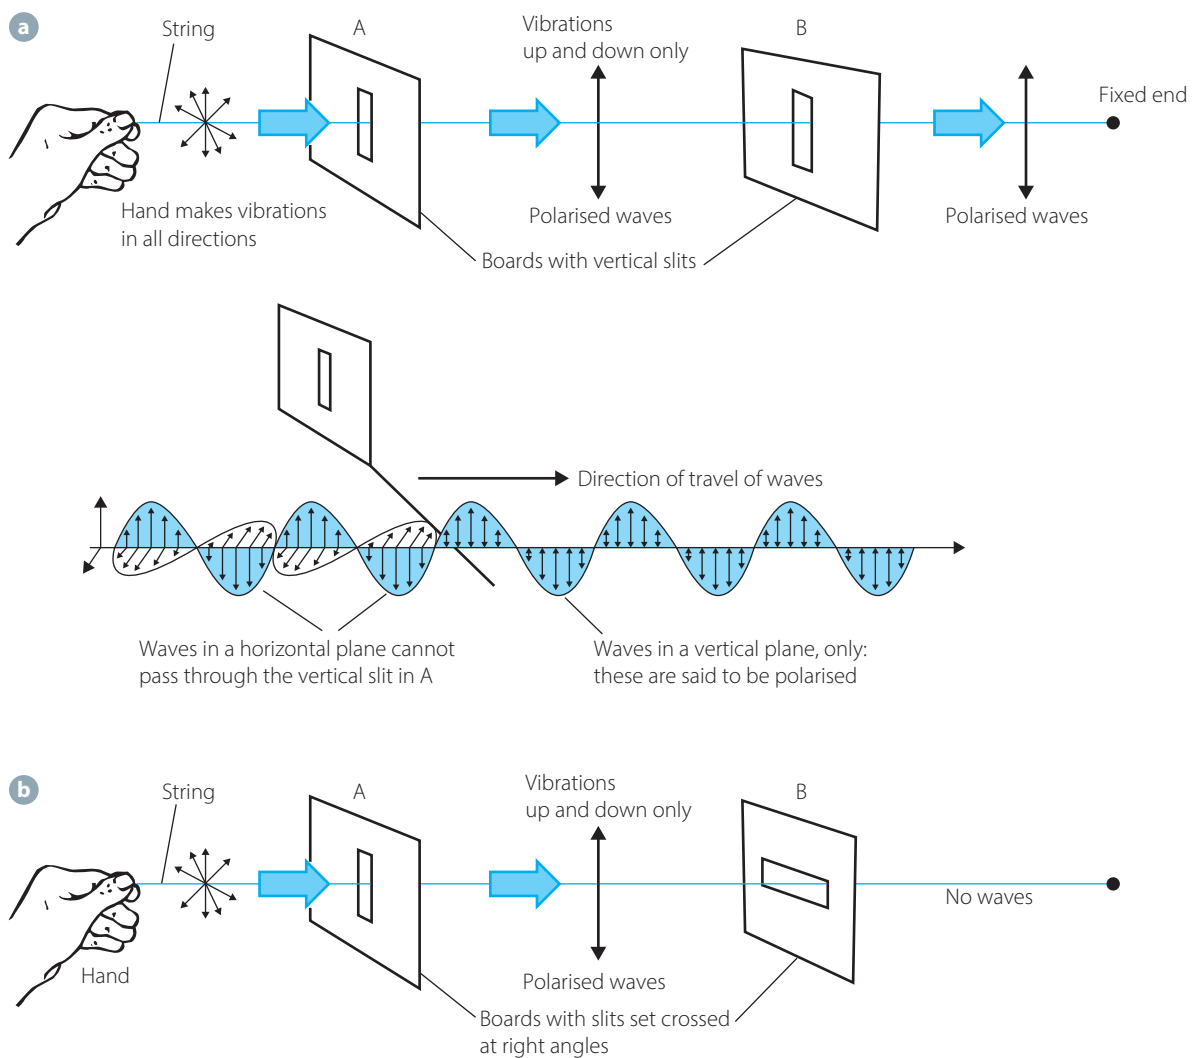 a
String
A
Vibrations
up and down only
B
Fixed end
Hand makes vibrations
in all directions
Polarised waves
Polarised waves
Boards with vertical slits
Direction of travel of waves
Waves in a horizontal plane cannot
pass through the vertical slit in A
Waves in a vertical plane, only:
these are said to be polarised
b
String
A
Vibrations
up and down only
B
No waves
Hand
Polarised waves
Boards with slits set crossed
at right angles